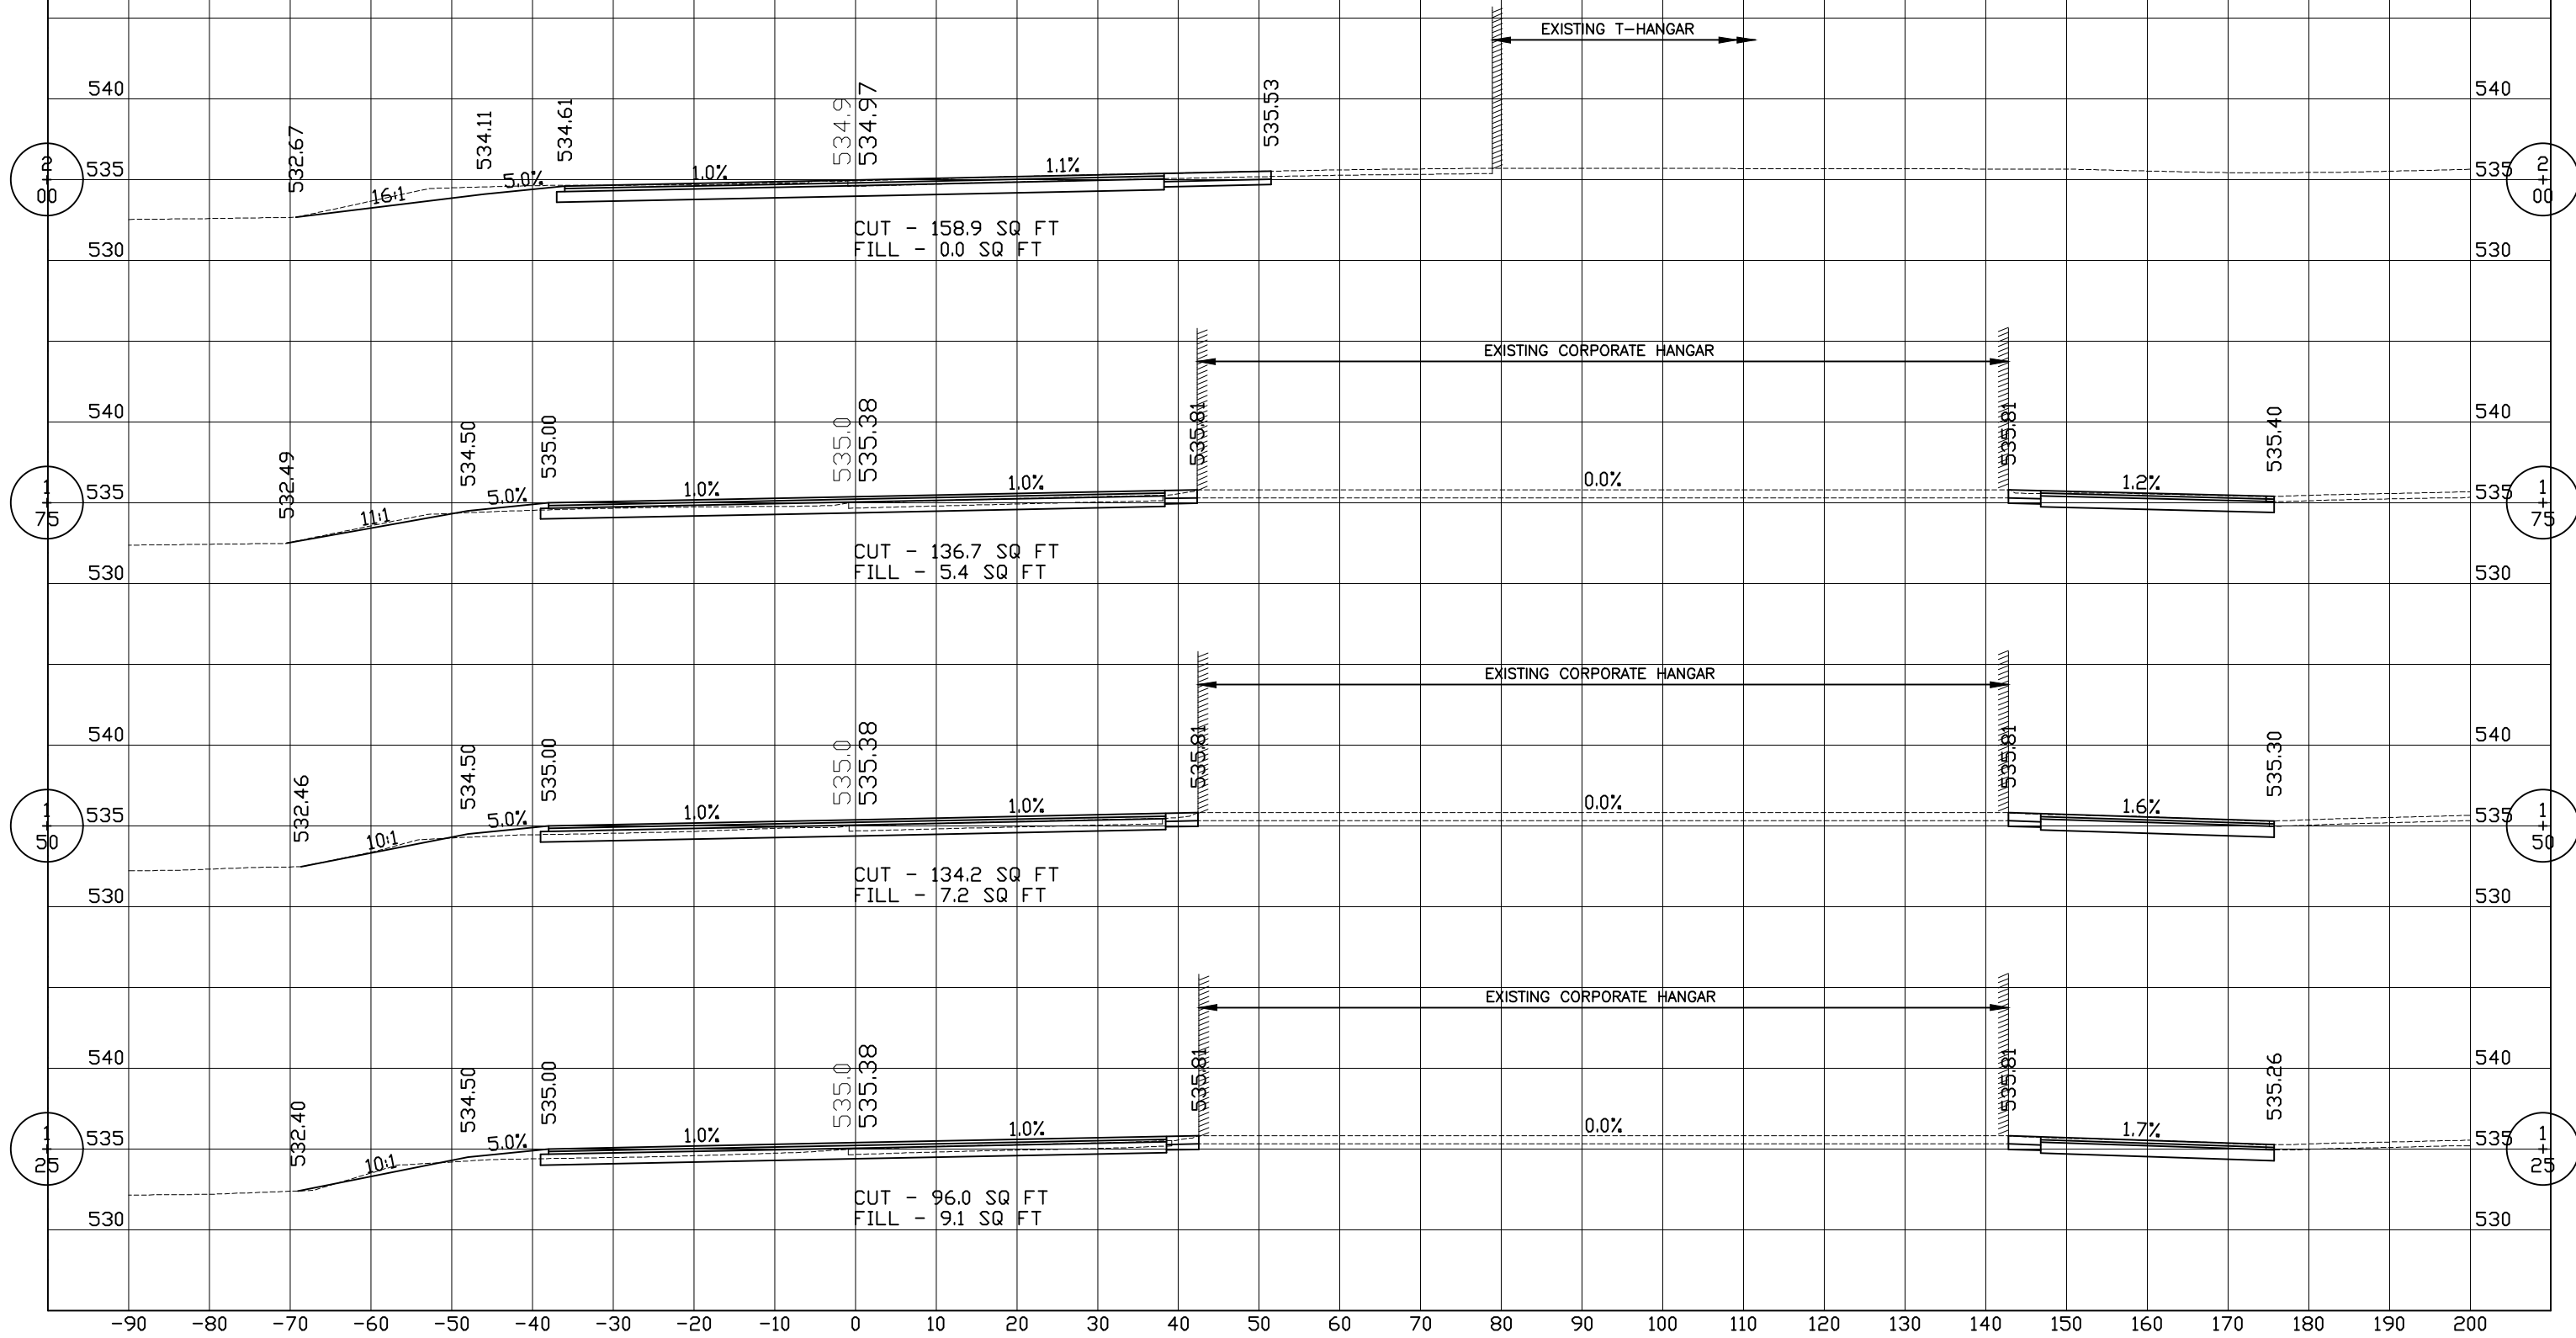 EXISTING T-HANGAR
540 532.67 534.11 534.61 534.9 534.97 535.53 540
2+00 535 16:1 5.0% 1.0% 1.1% 535 2+00
CUT - 158.9 SQ FT
FILL - 0.0 SQ FT
530 530
EXISTING CORPORATE HANGAR
540 532.49 534.50 535.00 535.0 535.38 535.81 535.81 535.40 540
1+75 535 11:1 5.0% 1.0% 1.0% 0.0% 1.2% 535 1+75
CUT - 136.7 SQ FT
FILL - 5.4 SQ FT
530 530
EXISTING CORPORATE HANGAR
540 532.46 534.50 535.00 535.0 535.38 535.81 535.81 535.30 540
1+50 535 10:1 5.0% 1.0% 1.0% 0.0% 1.6% 535 1+50
CUT - 134.2 SQ FT
FILL - 7.2 SQ FT
530 530
EXISTING CORPORATE HANGAR
540 532.40 534.50 535.00 535.0 535.38 535.81 535.81 535.26 540
1+25 535 10:1 5.0% 1.0% 1.0% 0.0% 1.7% 535 1+25
CUT - 96.0 SQ FT
FILL - 9.1 SQ FT
530 530
-90 -80 -70 -60 -50 -40 -30 -20 -10 0 10 20 30 40 50 60 70 80 90 100 110 120 130 140 150 160 170 180 190 200